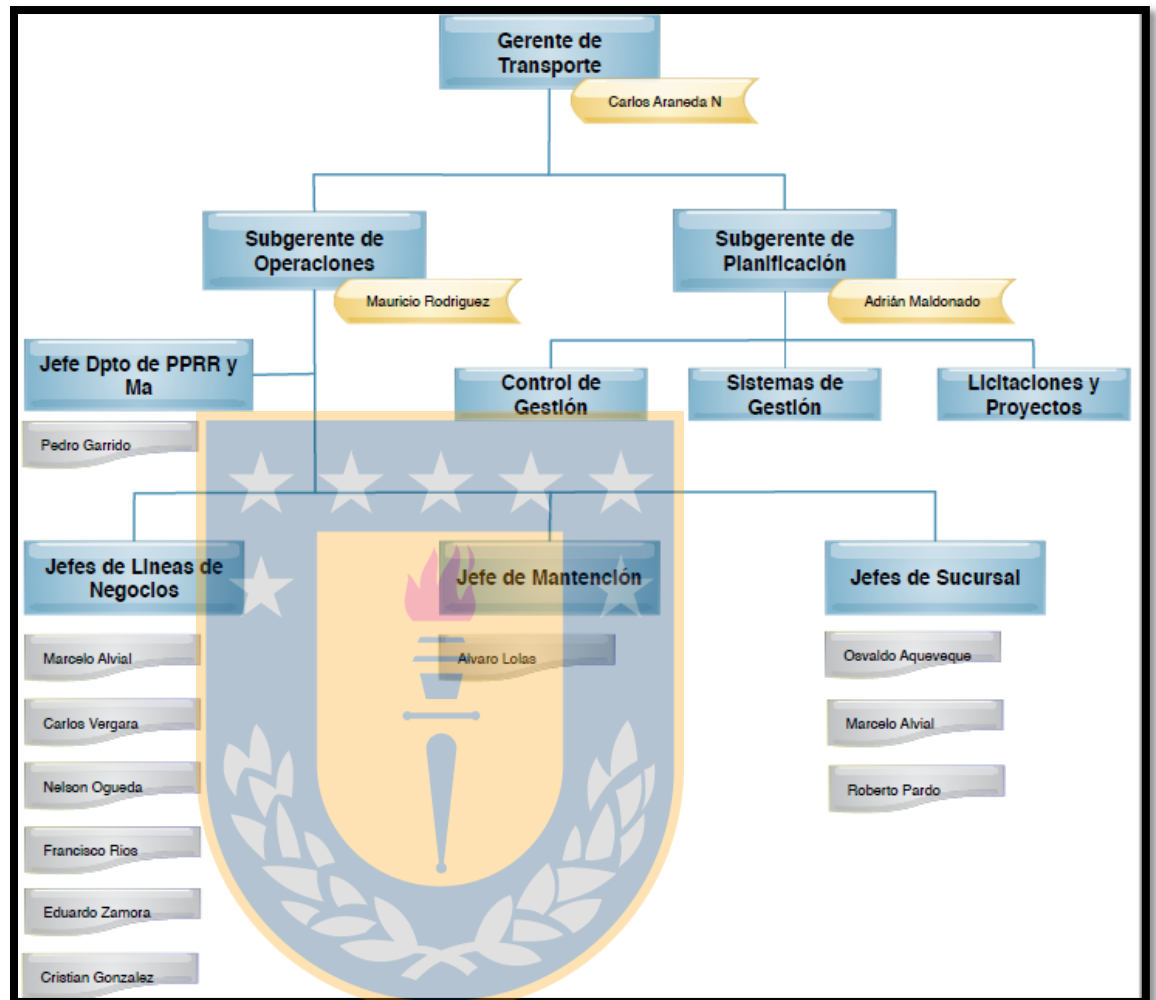 Gerente de
Transporte
Carlos Araneda N
Subgerente de
Operaciones
Mauricio Rodriguez
Subgerente de
Planificación
Adrián Maldonado
Jefe Dpto de PPRR y
Ma
Pedro Garrido
Control de
Gestión
Sistemas de
Gestión
Licitaciones y
Proyectos
Jefes de Lineas de
Negocios
Marcelo Alvial
Carlos Vergara
Nelson Ogueda
Francisco Rios
Eduardo Zamora
Cristian Gonzalez
Jefe de Mantención
Alvaro Lolas
Jefes de Sucursal
Osvaldo Aqueveque
Marcelo Alvial
Roberto Pardo